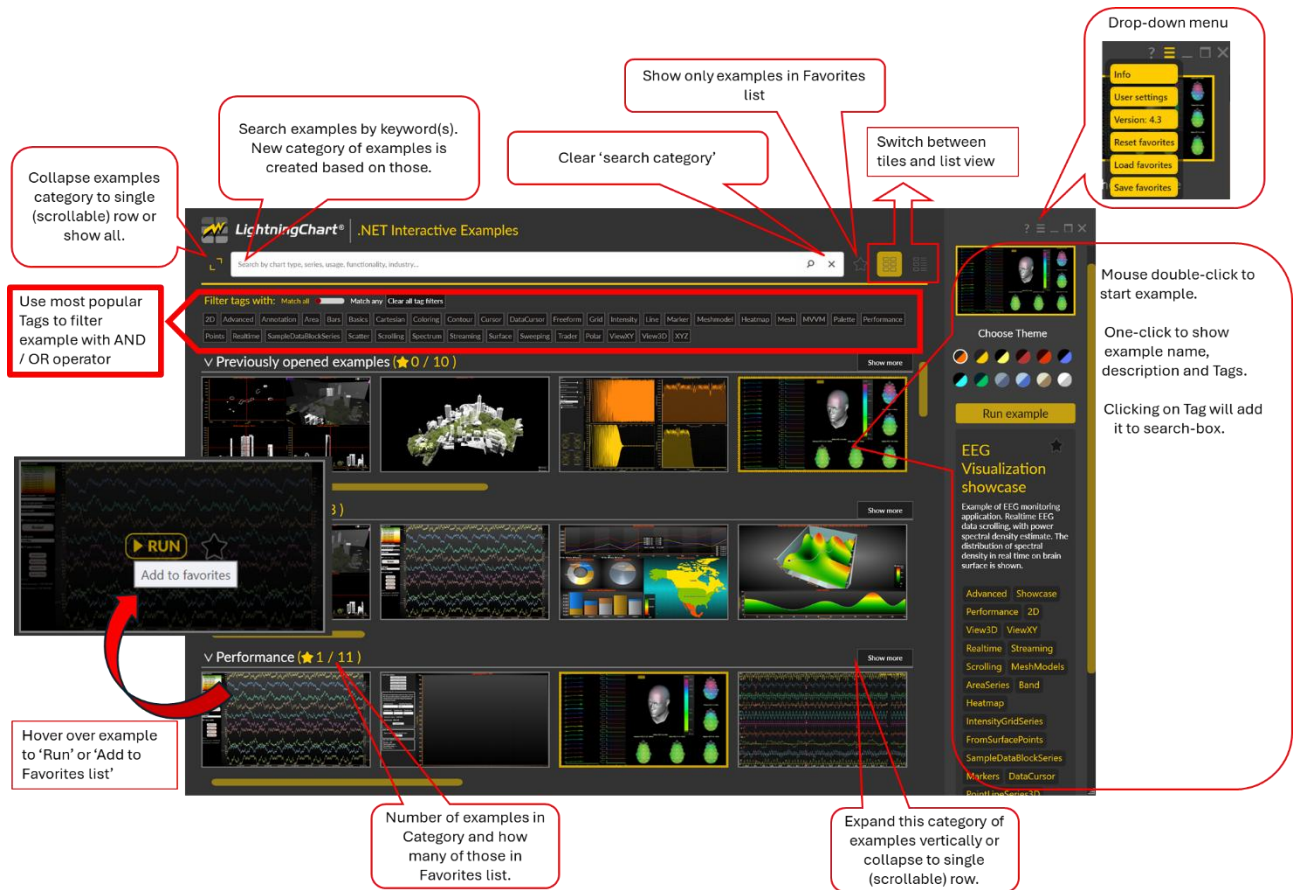 Drop-down menu
? ☰ _ □ ×
Info
User settings
Version: 4.3
Reset favorites
Load favorites
Save favorites
Show only examples in Favorites
list
Search examples by keyword(s).
New category of examples is
created based on those.
Clear ‘search category’
Switch between
tiles and list view
Collapse examples
category to single
(scrollable) row or
show all.
LightningChart® | .NET Interactive Examples
? ☰ _ □ ×
Search by chart type, series, usage, functionality, industry...
Use most popular
Tags to filter
example with AND
/ OR operator
Filter tags with: Match all Match any Clear all tag filters
2D Advanced Annotation Area Bars Basics Cartesian Coloring Contour Cursor DataCursor Freeform Grid Intensity Line Marker Meshmodel Heatmap Mesh MVVM Palette Performance
Points Realtime SampleDataBlockSeries Scatter Scrolling Spectrum Streaming Surface Sweeping Trader Polar ViewXY View3D XYZ
Previously opened examples (★0 / 10 )
Show more
Choose Theme
Run example
Mouse double-click to
start example.
One-click to show
example name,
description and Tags.
Clicking on Tag will add
it to search-box.
EEG
Visualization
showcase
Example of EEG monitoring
application. Realtime EEG
data scrolling, with power
spectral density estimate. The
distribution of spectral
density in real time on brain
surface is shown.
Advanced Showcase
Performance 2D
View3D ViewXY
Realtime Streaming
Scrolling MeshModels
AreaSeries Band
Heatmap
IntensityGridSeries
FromSurfacePoints
SampleDataBlockSeries
Markers DataCursor
PointLineSeries3D
3 )
Show more
RUN
Add to favorites
Performance (★1 / 11 )
Show more
Hover over example
to ‘Run’ or ‘Add to
Favorites list’
Number of examples in
Category and how
many of those in
Favorites list.
Expand this category of
examples vertically or
collapse to single
(scrollable) row.